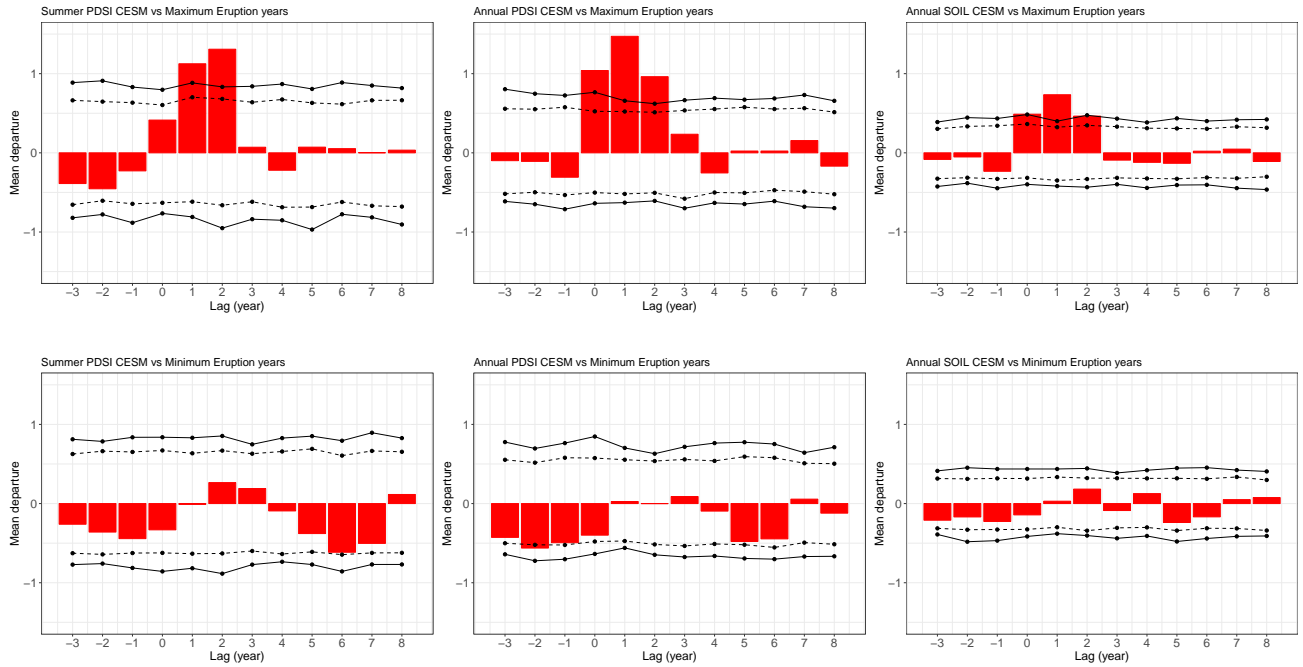 Summer PDSI CESM vs Maximum Eruption years
Mean departure
1
0
−1
−3 −2 −1 0 1 2 3 4 5 6 7 8
Lag (year)
Annual PDSI CESM vs Maximum Eruption years
Mean departure
1
0
−1
−3 −2 −1 0 1 2 3 4 5 6 7 8
Lag (year)
Annual SOIL CESM vs Maximum Eruption years
Mean departure
1
0
−1
−3 −2 −1 0 1 2 3 4 5 6 7 8
Lag (year)
Summer PDSI CESM vs Minimum Eruption years
Mean departure
1
0
−1
−3 −2 −1 0 1 2 3 4 5 6 7 8
Lag (year)
Annual PDSI CESM vs Minimum Eruption years
Mean departure
1
0
−1
−3 −2 −1 0 1 2 3 4 5 6 7 8
Lag (year)
Annual SOIL CESM vs Minimum Eruption years
Mean departure
1
0
−1
−3 −2 −1 0 1 2 3 4 5 6 7 8
Lag (year)